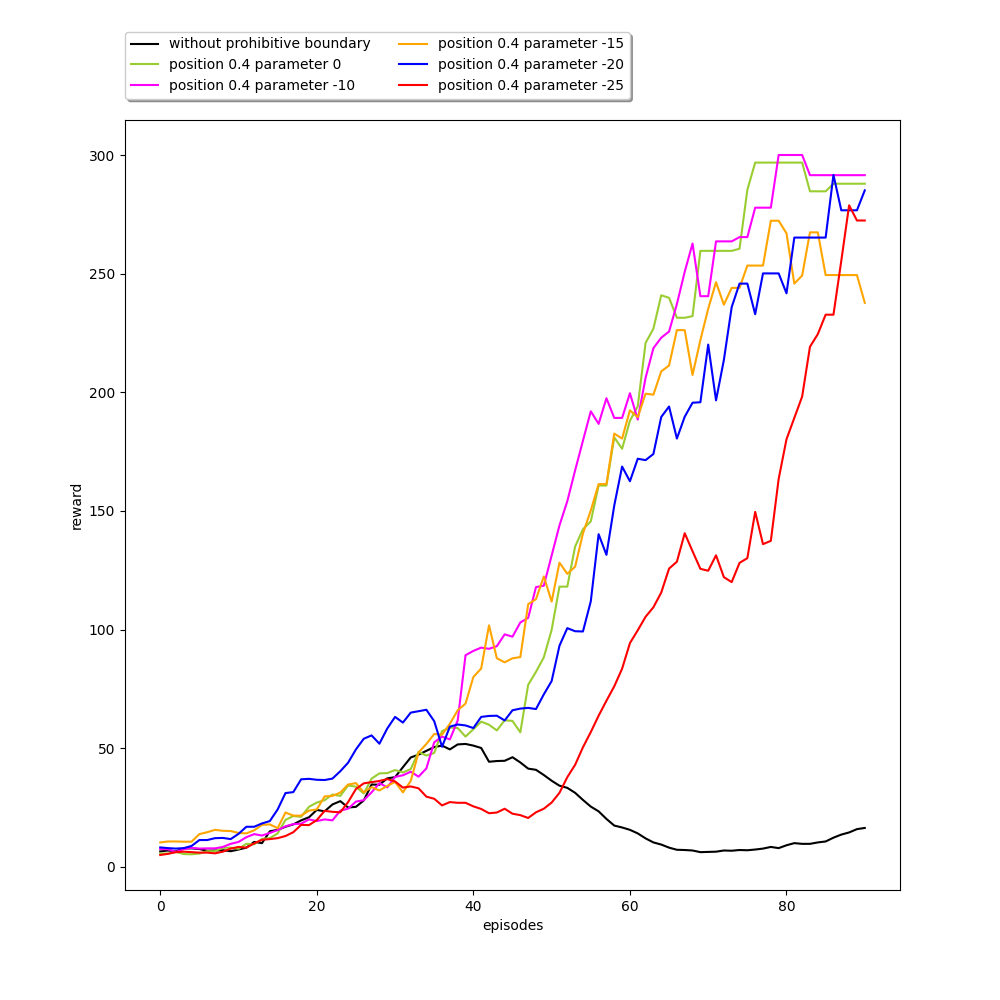 without prohibitive boundary
position 0.4 parameter 0
position 0.4 parameter -10
position 0.4 parameter -15
position 0.4 parameter -20
position 0.4 parameter -25
300
250
200
150
100
50
0
reward
0 20 40 60 80
episodes